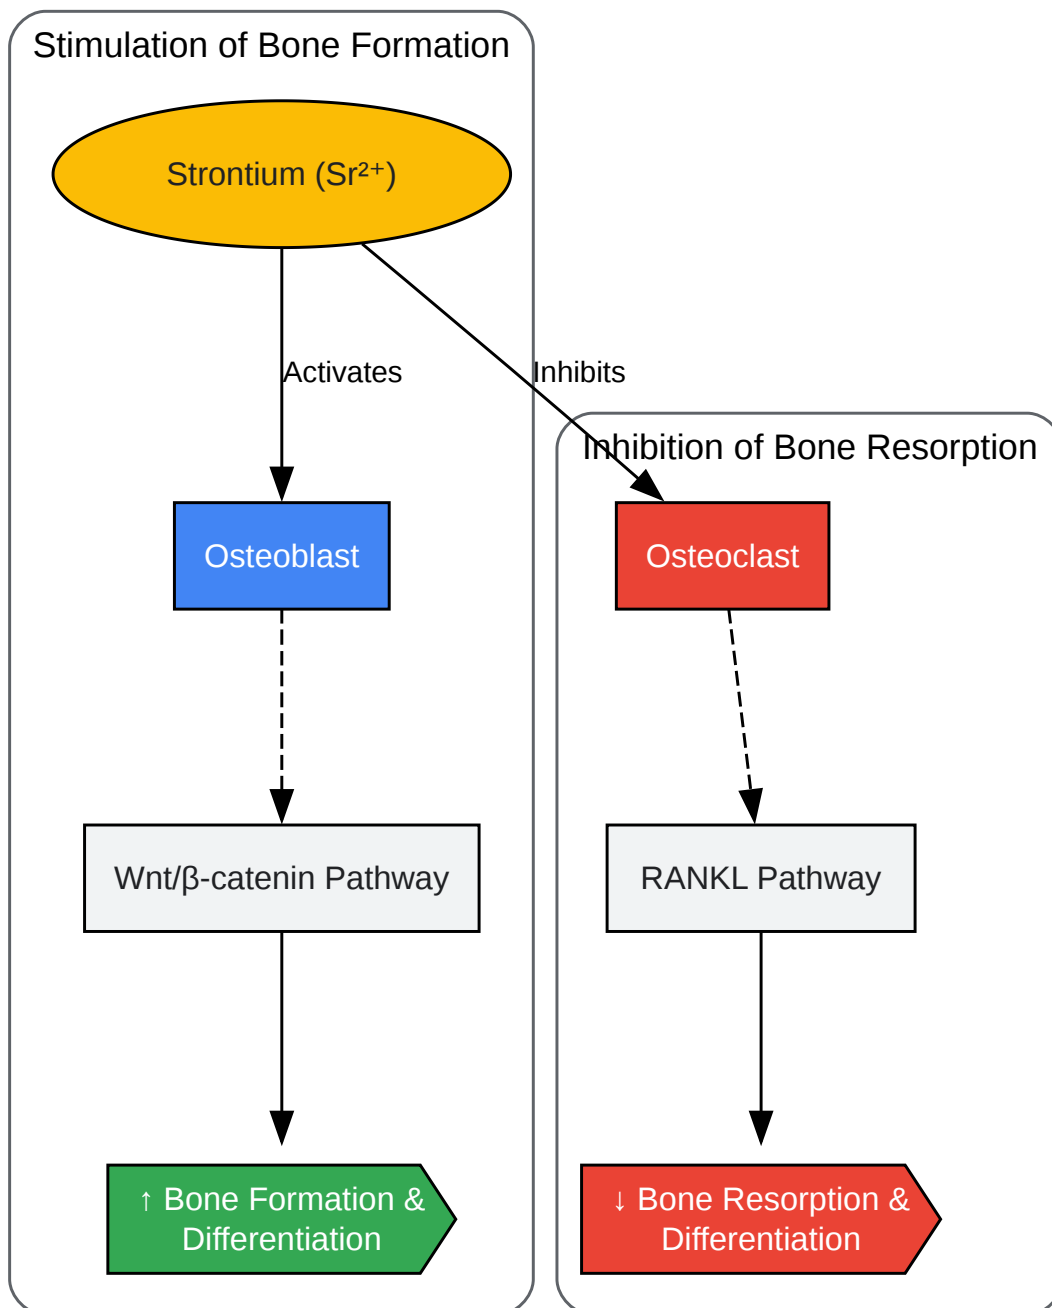 Stimulation of Bone Formation
Strontium (Sr²⁺)
Activates
Inhibits
Inhibition of Bone Resorption
Osteoblast
Osteoclast
Wnt/β-catenin Pathway
RANKL Pathway
↑ Bone Formation &
Differentiation
↓ Bone Resorption &
Differentiation